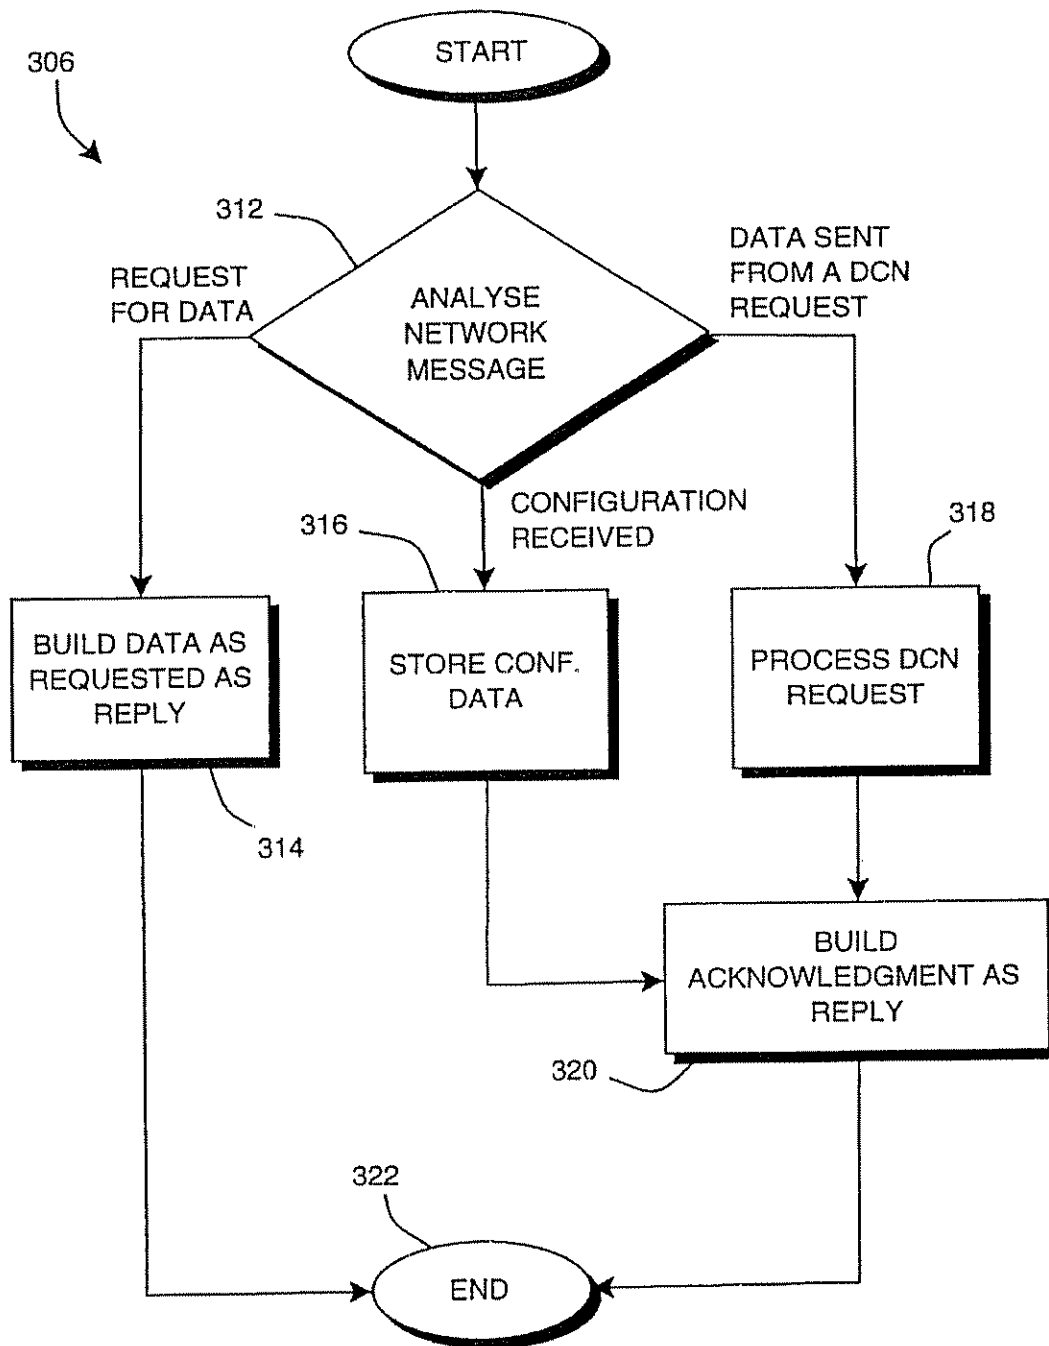 START
306
312
REQUEST
FOR DATA
ANALYSE
NETWORK
MESSAGE
DATA SENT
FROM A DCN
REQUEST
CONFIGURATION
RECEIVED
316
318
BUILD DATA AS
REQUESTED AS
REPLY
STORE CONF.
DATA
PROCESS DCN
REQUEST
314
BUILD
ACKNOWLEDGMENT AS
REPLY
320
322
END